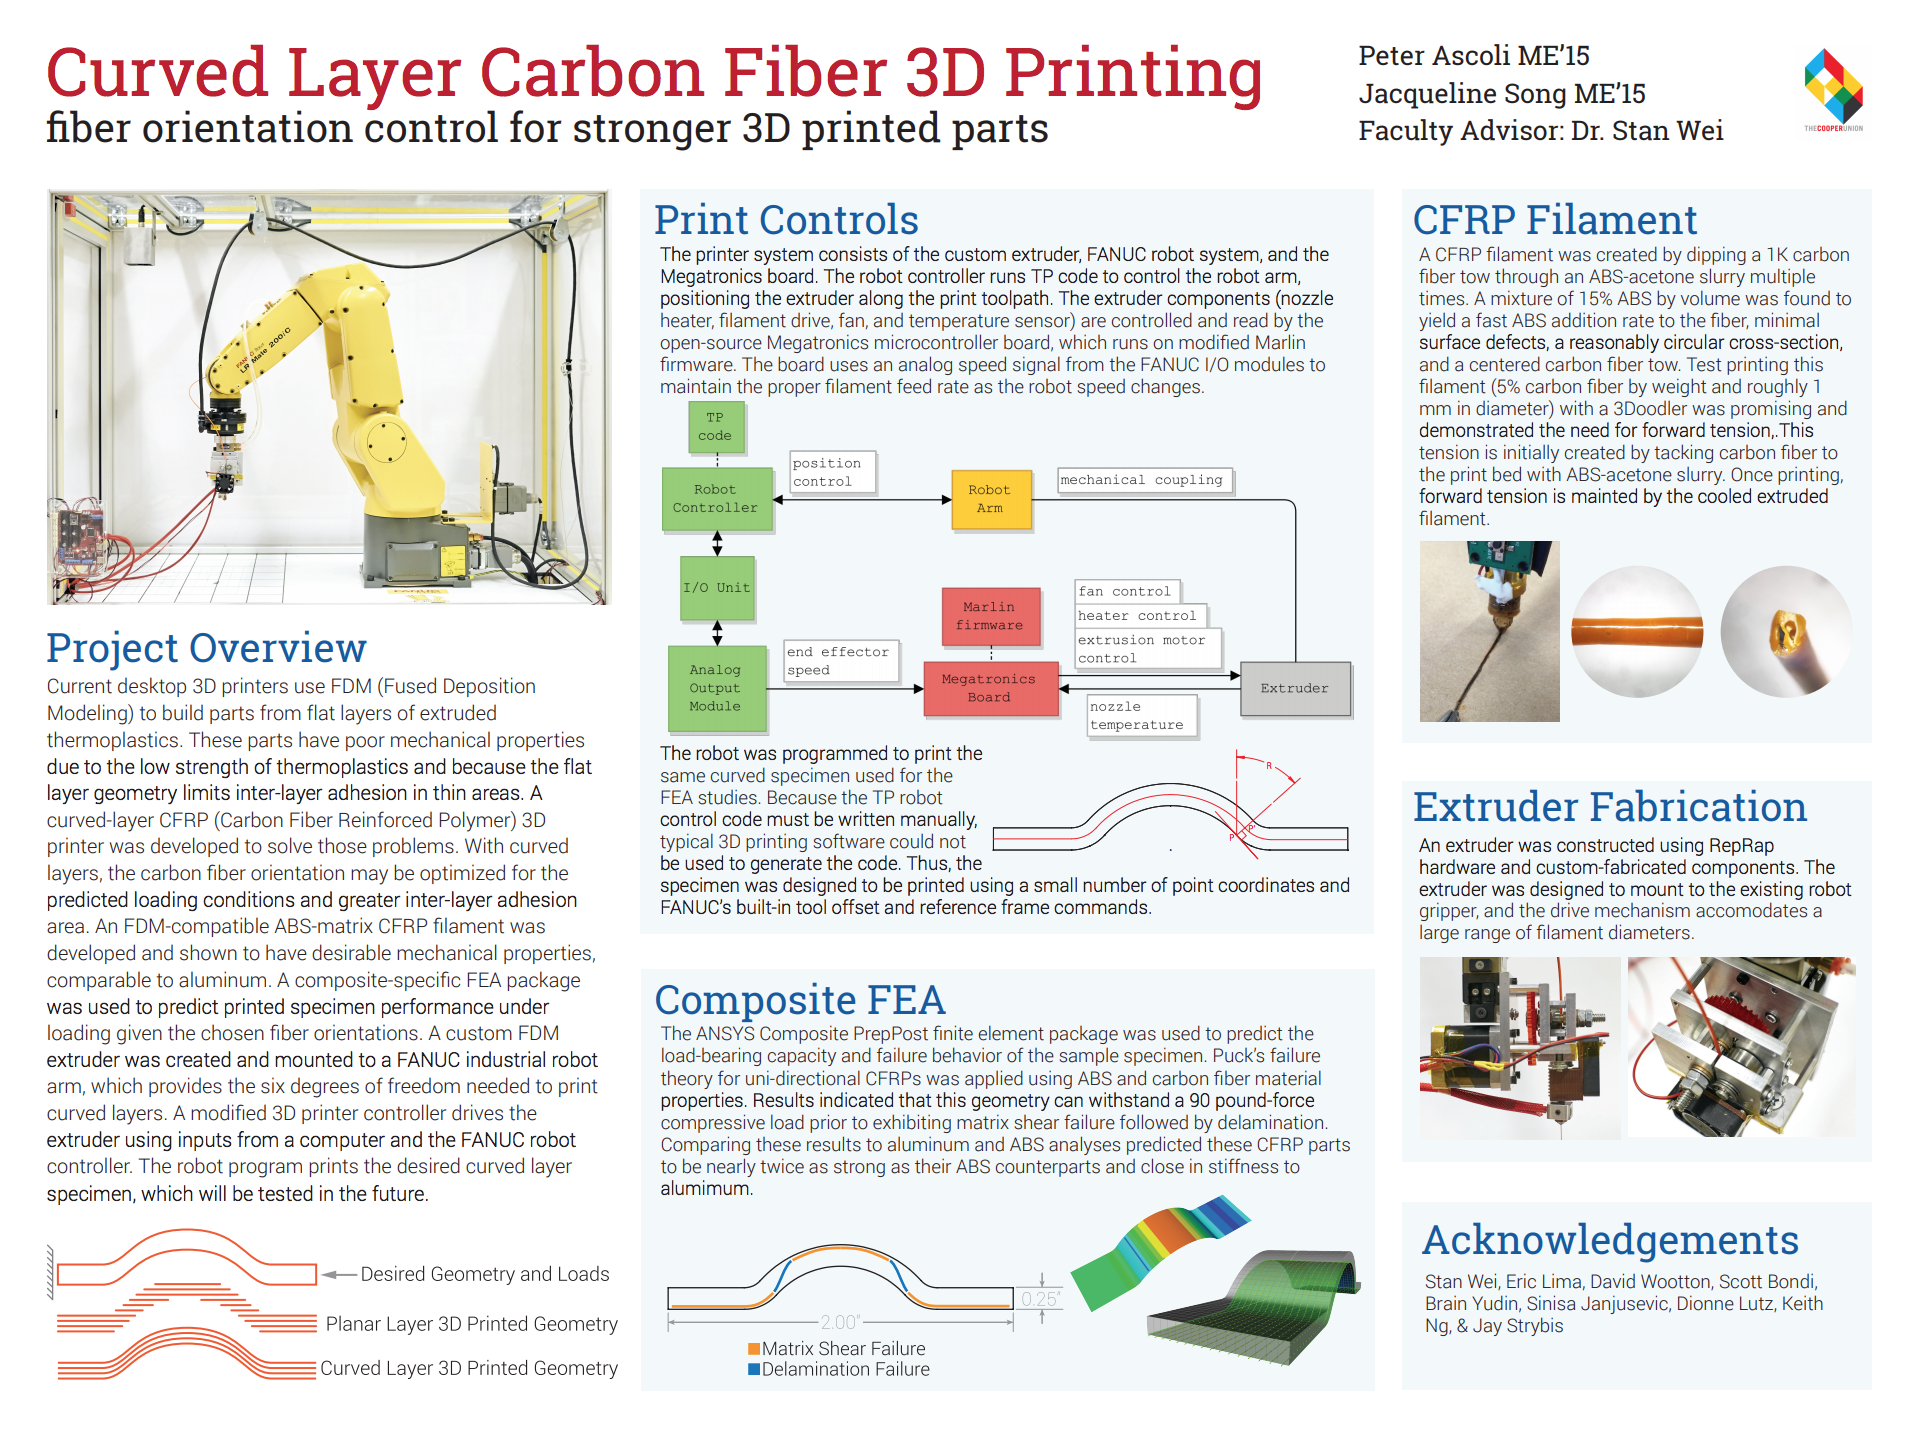 Curved Layer Carbon Fiber 3D Printing
fiber orientation control for stronger 3D printed parts
Peter Ascoli ME'15
Jacqueline Song ME'15
Faculty Advisor: Dr. Stan Wei
THECOOPERUNION
FANUC Robot
LR Mate 200iC
FANUC
Project Overview
Current desktop 3D printers use FDM (Fused Deposition
Modeling) to build parts from flat layers of extruded
thermoplastics. These parts have poor mechanical properties
due to the low strength of thermoplastics and because the flat
layer geometry limits inter-layer adhesion in thin areas. A
curved-layer CFRP (Carbon Fiber Reinforced Polymer) 3D
printer was developed to solve those problems. With curved
layers, the carbon fiber orientation may be optimized for the
predicted loading conditions and greater inter-layer adhesion
area. An FDM-compatible ABS-matrix CFRP filament was
developed and shown to have desirable mechanical properties,
comparable to aluminum. A composite-specific FEA package
was used to predict printed specimen performance under
loading given the chosen fiber orientations. A custom FDM
extruder was created and mounted to a FANUC industrial robot
arm, which provides the six degrees of freedom needed to print
curved layers. A modified 3D printer controller drives the
extruder using inputs from a computer and the FANUC robot
controller. The robot program prints the desired curved layer
specimen, which will be tested in the future.
Desired Geometry and Loads
Planar Layer 3D Printed Geometry
Curved Layer 3D Printed Geometry
Print Controls
The printer system consists of the custom extruder, FANUC robot system, and the
Megatronics board. The robot controller runs TP code to control the robot arm,
positioning the extruder along the print toolpath. The extruder components (nozzle
heater, filament drive, fan, and temperature sensor) are controlled and read by the
open-source Megatronics microcontroller board, which runs on modified Marlin
firmware. The board uses an analog speed signal from the FANUC I/O modules to
maintain the proper filament feed rate as the robot speed changes.
TP
code
position
control
mechanical coupling
Robot
Controller
Robot
Arm
I/O Unit
Marlin
firmware
fan control
heater control
extrusion motor
control
end effector
speed
Analog
Output
Module
Megatronics
Board
Extruder
nozzle
temperature
The robot was programmed to print the
same curved specimen used for the
FEA studies. Because the TP robot
control code must be written manually,
typical 3D printing software could not
be used to generate the code. Thus, the
specimen was designed to be printed using a small number of point coordinates and
FANUC's built-in tool offset and reference frame commands.
R
P
P'
Composite FEA
The ANSYS Composite PrepPost finite element package was used to predict the
load-bearing capacity and failure behavior of the sample specimen. Puck's failure
theory for uni-directional CFRPs was applied using ABS and carbon fiber material
properties. Results indicated that this geometry can withstand a 90 pound-force
compressive load prior to exhibiting matrix shear failure followed by delamination.
Comparing these results to aluminum and ABS analyses predicted these CFRP parts
to be nearly twice as strong as their ABS counterparts and close in stiffness to
alumimum.
0.25"
2.00"
Matrix Shear Failure
Delamination Failure
CFRP Filament
A CFRP filament was created by dipping a 1K carbon
fiber tow through an ABS-acetone slurry multiple
times. A mixture of 15% ABS by volume was found to
yield a fast ABS addition rate to the fiber, minimal
surface defects, a reasonably circular cross-section,
and a centered carbon fiber tow. Test printing this
filament (5% carbon fiber by weight and roughly 1
mm in diameter) with a 3Doodler was promising and
demonstrated the need for forward tension,.This
tension is initially created by tacking carbon fiber to
the print bed with ABS-acetone slurry. Once printing,
forward tension is mainted by the cooled extruded
filament.
Extruder Fabrication
An extruder was constructed using RepRap
hardware and custom-fabricated components. The
extruder was designed to mount to the existing robot
gripper, and the drive mechanism accomodates a
large range of filament diameters.
Acknowledgements
Stan Wei, Eric Lima, David Wootton, Scott Bondi,
Brain Yudin, Sinisa Janjusevic, Dionne Lutz, Keith
Ng, & Jay Strybis